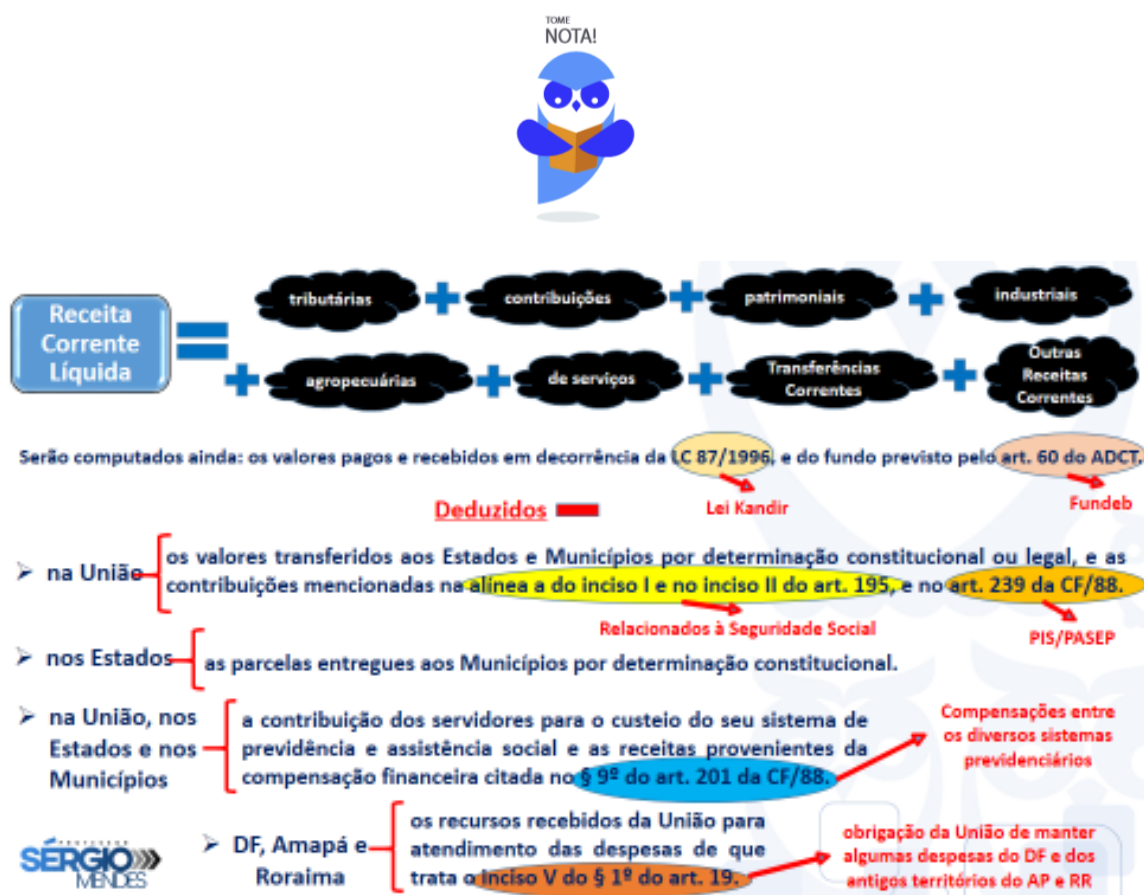 TOME
NOTA!
Receita
Corrente
Líquida
tributárias
contribuições
patrimoniais
industriais
agropecuárias
de serviços
Transferências
Correntes
Outras
Receitas
Correntes
Serão computados ainda: os valores pagos e recebidos em decorrência da LC 87/1996, e do fundo previsto pelo art. 60 do ADCT.
Lei Kandir
Fundeb
Deduzidos
na União
os valores transferidos aos Estados e Municípios por determinação constitucional ou legal, e as
contribuições mencionadas na alínea a do inciso I e no inciso II do art. 195, e no art. 239 da CF/88.
Relacionados à Seguridade Social
PIS/PASEP
nos Estados
as parcelas entregues aos Municípios por determinação constitucional.
na União, nos
Estados e nos
Municípios
a contribuição dos servidores para o custeio do seu sistema de
previdência e assistência social e as receitas provenientes da
compensação financeira citada no § 9º do art. 201 da CF/88.
Compensações entre
os diversos sistemas
previdenciários
DF, Amapá e
Roraima
os recursos recebidos da União para
atendimento das despesas de que
trata o inciso V do § 1º do art. 19.
obrigação da União de manter
algumas despesas do DF e dos
antigos territórios do AP e RR
PROFESSOR
SÉRGIO
MENDES